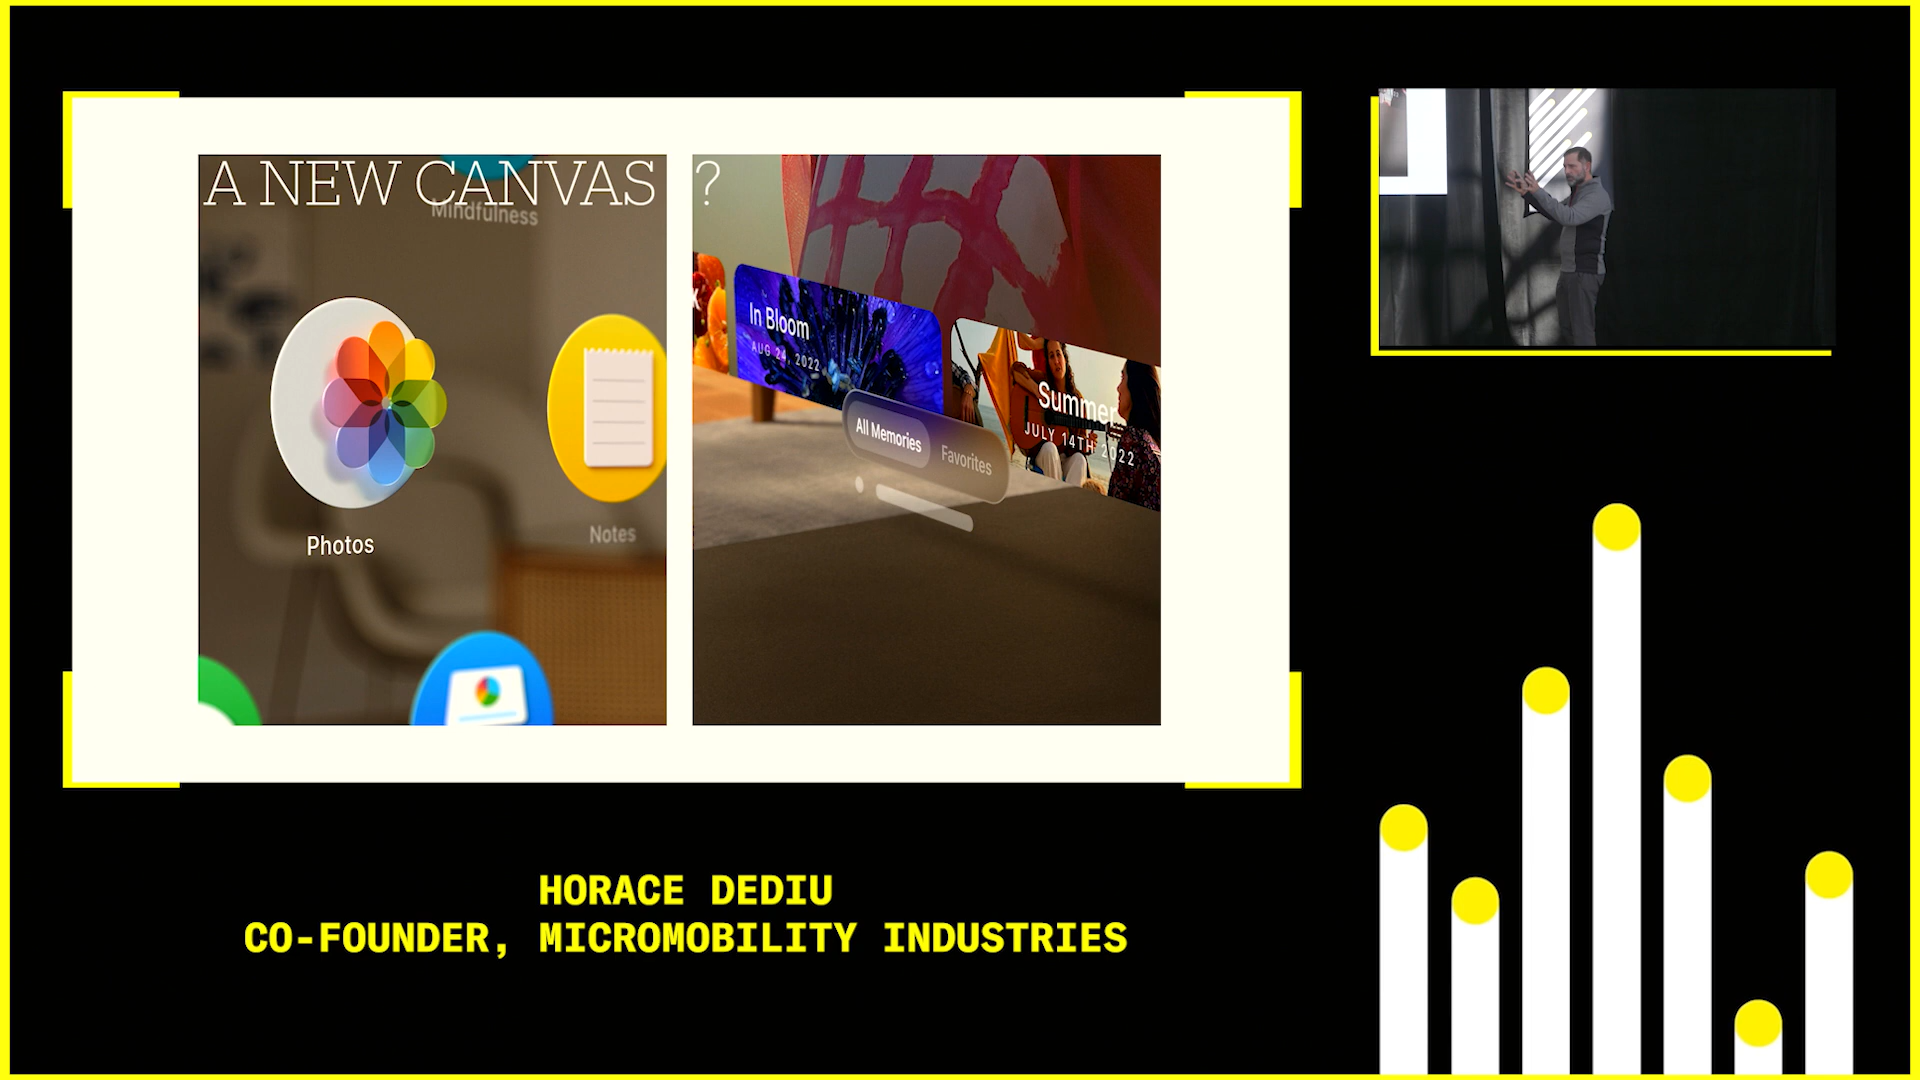 A NEW CANVAS ?
Mindfulness
Photos
Notes
In Bloom
AUG 24, 2022
Summer
JULY 14TH 2022
All Memories
Favorites
HORACE DEDIU
CO-FOUNDER, MICROMOBILITY INDUSTRIES